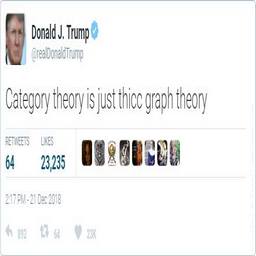 Donald J. Trump
@realDonaldTrump
Category theory is just thicc graph theory
RETWEETS LIKES
64 23,235
2:17 PM - 21 Dec 2018
892 64 23K